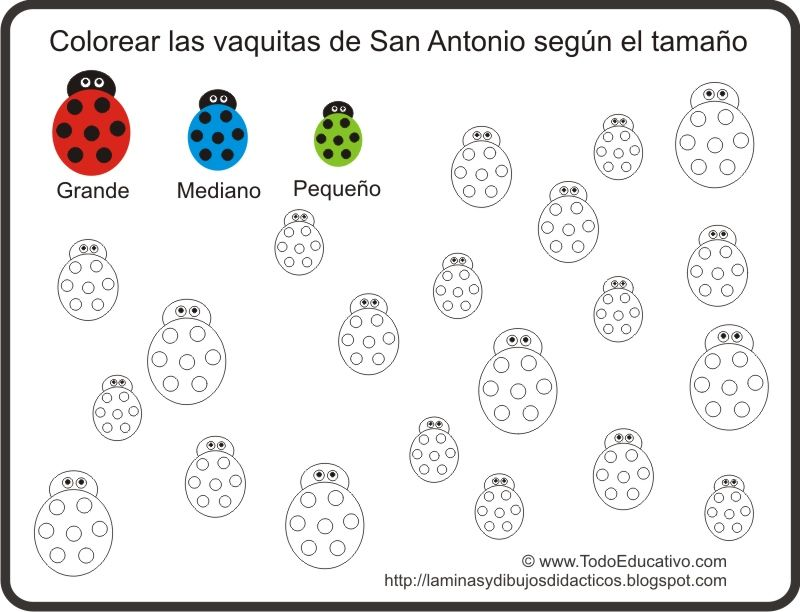 Colorear las vaquitas de San Antonio según el tamaño
Grande
Mediano
Pequeño
© www.TodoEducativo.com
http://laminasydibujosdidacticos.blogspot.com